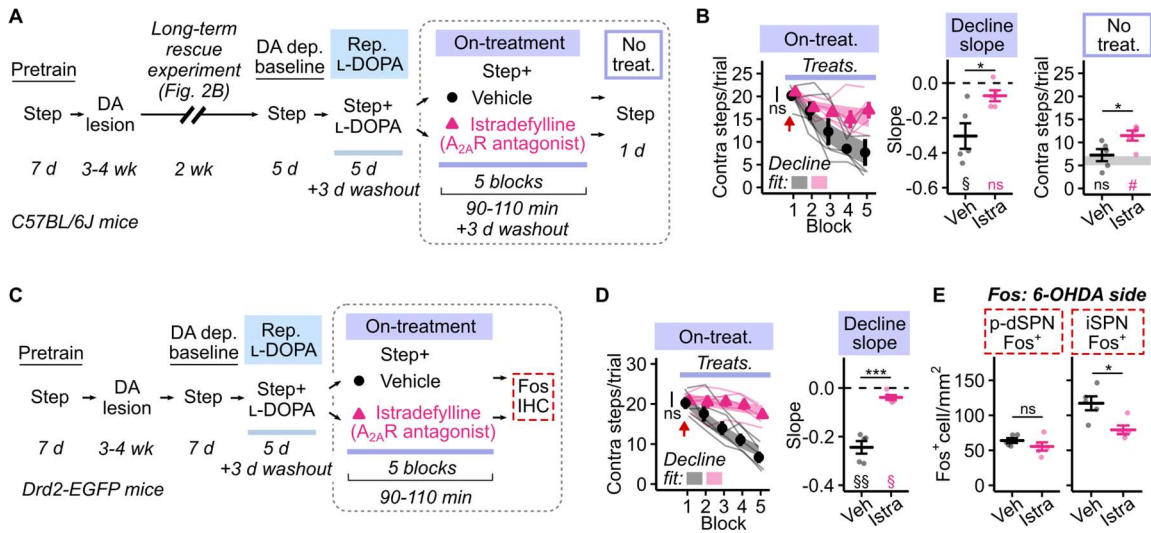 A
Pretrain
Step
7 d
DA
lesion
3-4 wk
Long-term
rescue
experiment
(Fig. 2B)
2 wk
DA dep.
baseline
Step
5 d
Rep.
L-DOPA
Step+
L-DOPA
5 d
+3 d washout
On-treatment
Step+
Vehicle
Istradefylline
(A2AR antagonist)
5 blocks
90-110 min
+3 d washout
No
treat.
Step
1 d
C57BL/6J mice
B
On-treat.
Treats.
Contra steps/trial
25
20
15
10
5
0
ns
Decline
fit:
1 2 3 4 5
Block
Decline
slope
*
Slope
0.0
-0.2
-0.4
-0.6
§ ns
Veh Istra
No
treat.
Contra steps/trial
25
20
15
10
5
0
*
ns #
Veh Istra
C
Pretrain
Step
7 d
DA
lesion
3-4 wk
DA dep.
baseline
Step
7 d
Rep.
L-DOPA
Step+
L-DOPA
5 d
+3 d washout
On-treatment
Step+
Vehicle
Istradefylline
(A2AR antagonist)
5 blocks
90-110 min
Fos
IHC
Drd2-EGFP mice
D
On-treat.
Treats.
Contra steps/trial
30
20
10
0
ns
Decline
fit:
1 2 3 4 5
Block
Decline
slope
***
Slope
0.0
-0.2
-0.4
§§ §
Veh Istra
E
Fos: 6-OHDA side
p-dSPN
Fos+
iSPN
Fos+
Fos+ cell/mm2
150
100
50
0
ns
*
Veh Istra
Veh Istra